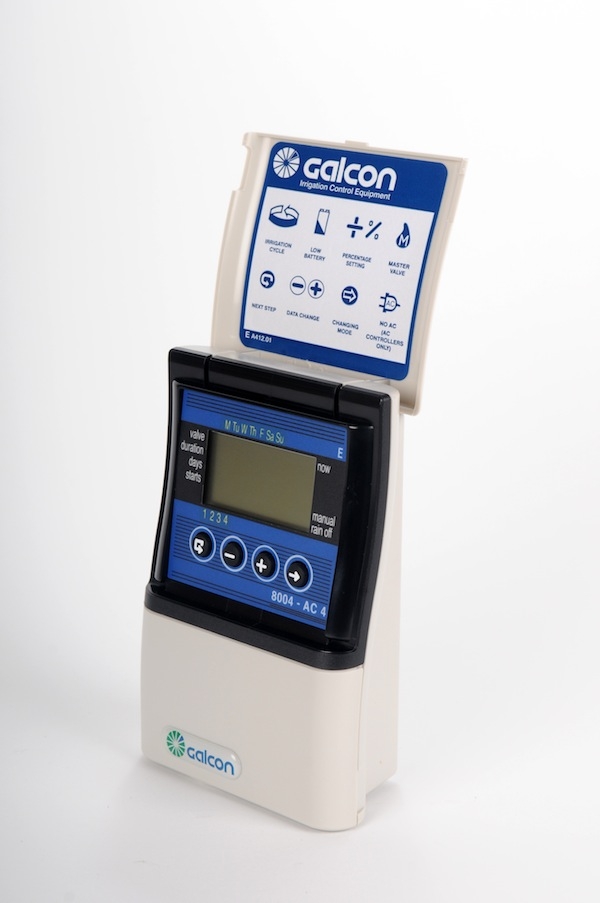 Galcon
Irrigation Control Equipment
IRRIGATION
CYCLE
LOW
BATTERY
PERCENTAGE
SETTING
MASTER
VALVE
M
AC
NEXT STEP
DATA CHANGE
CHANGING
MODE
NO AC
(AC
CONTROLLERS
ONLY)
E A412.01
M Tu W Th F Sa Su
E
valve
duration
days
starts
now
manual
rain off
1 2 3 4
8004 - AC 4
Galcon